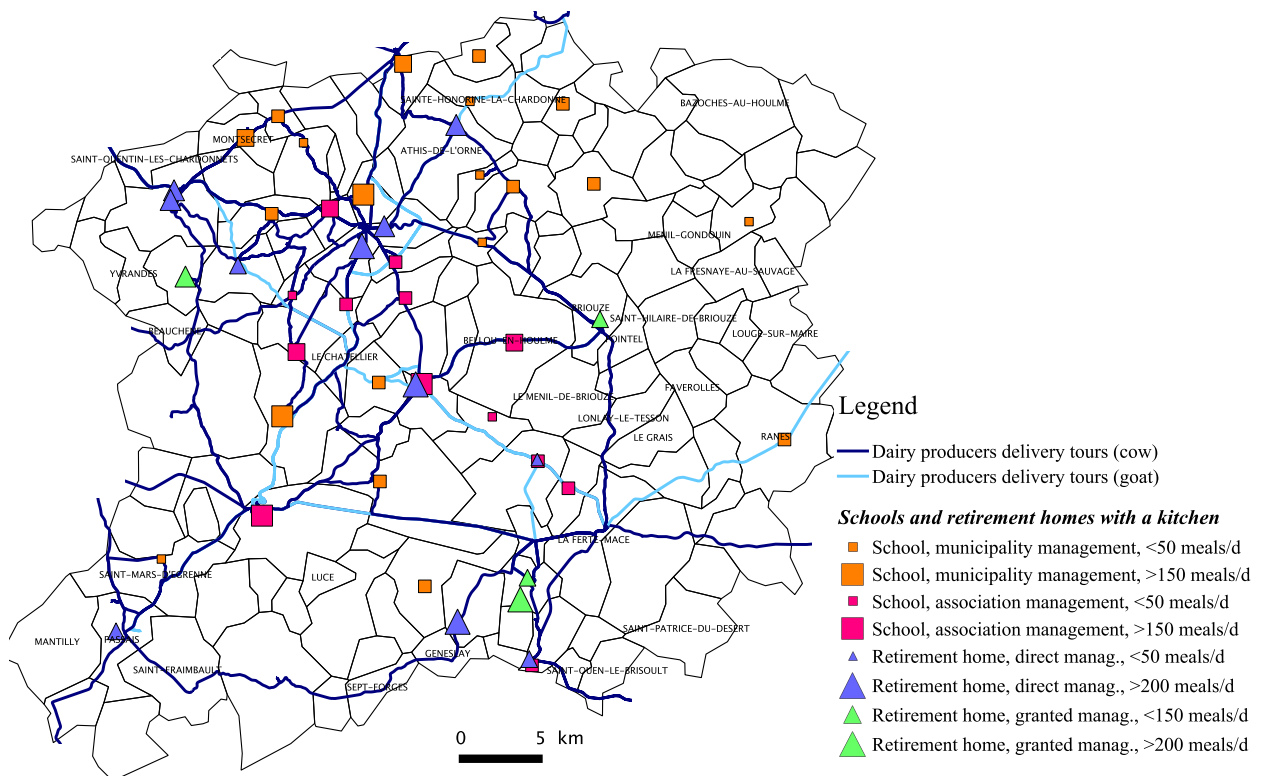 SAINTE-HONORINE-LA-CHARDONNE
BAZOCHES-AU-HOULME
MONTSECRET
ATHIS-DE-L'ORNE
SAINT-QUENTIN-LES-CHARDONNETS
MENIL-GONDOUIN
YVRANDES
LA FRESNAYE-AU-SAUVAGE
BRIOUZE
SAINT-HILAIRE-DE-BRIOUZE
BEAUCHENE
LOUGE-SUR-MAIRE
BELLOU-EN-HOULME
POINTEL
LE CHATELLIER
FAVEROLLES
LE MENIL-DE-BRIOUZE
LONLAY-LE-TESSON
LE GRAIS
RANES
LA FERTE-MACE
SAINT-MARS-D'EGRENNE
LUCE
SAINT-PATRICE-DU-DESERT
MANTILLY
PASSAIS
GENESLAY
SAINT-FRAIMBAULT
SAINT-OUEN-LE-BRISOULT
SEPT-FORGES
0 5 km
Legend
Dairy producers delivery tours (cow)
Dairy producers delivery tours (goat)
Schools and retirement homes with a kitchen
School, municipality management, <50 meals/d
School, municipality management, >150 meals/d
School, association management, <50 meals/d
School, association management, >150 meals/d
Retirement home, direct manag., <50 meals/d
Retirement home, direct manag., >200 meals/d
Retirement home, granted manag., <150 meals/d
Retirement home, granted manag., >200 meals/d